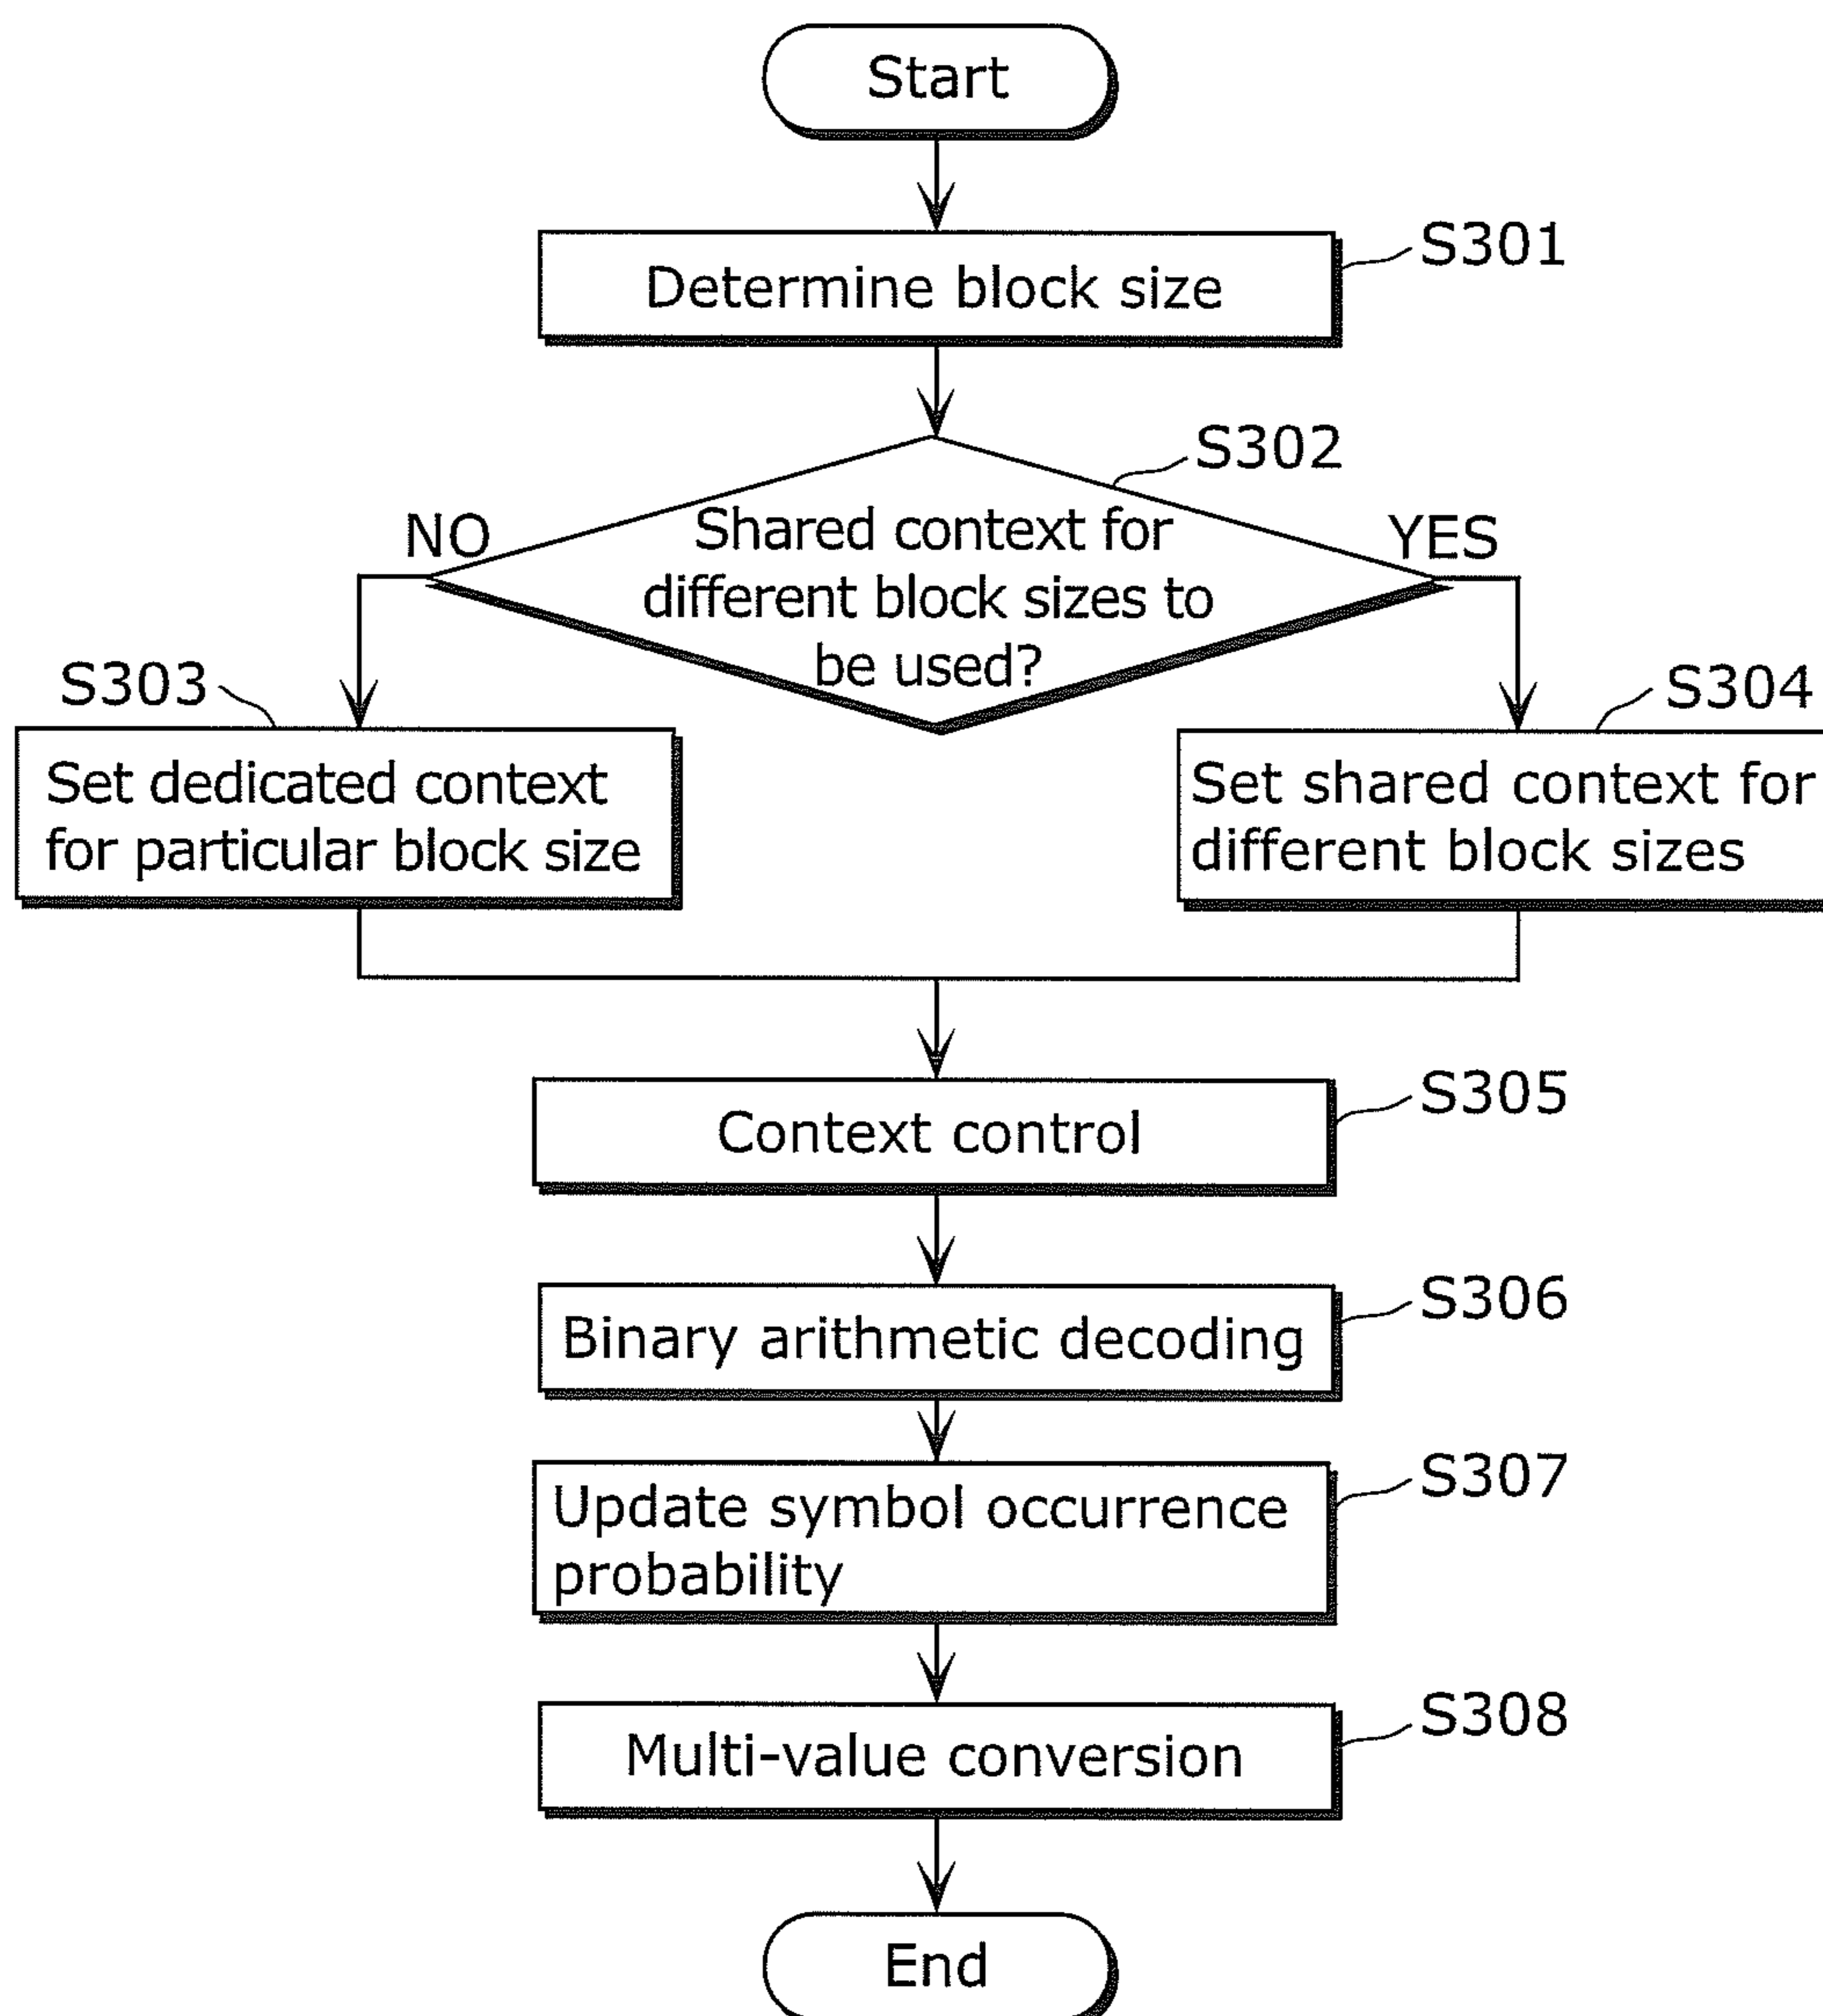 Start
S301
Determine block size
S302
NO
YES
Shared context for
different block sizes to
be used?
S303
S304
Set dedicated context
for particular block size
Set shared context for
different block sizes
S305
Context control
S306
Binary arithmetic decoding
S307
Update symbol occurrence
probability
S308
Multi-value conversion
End